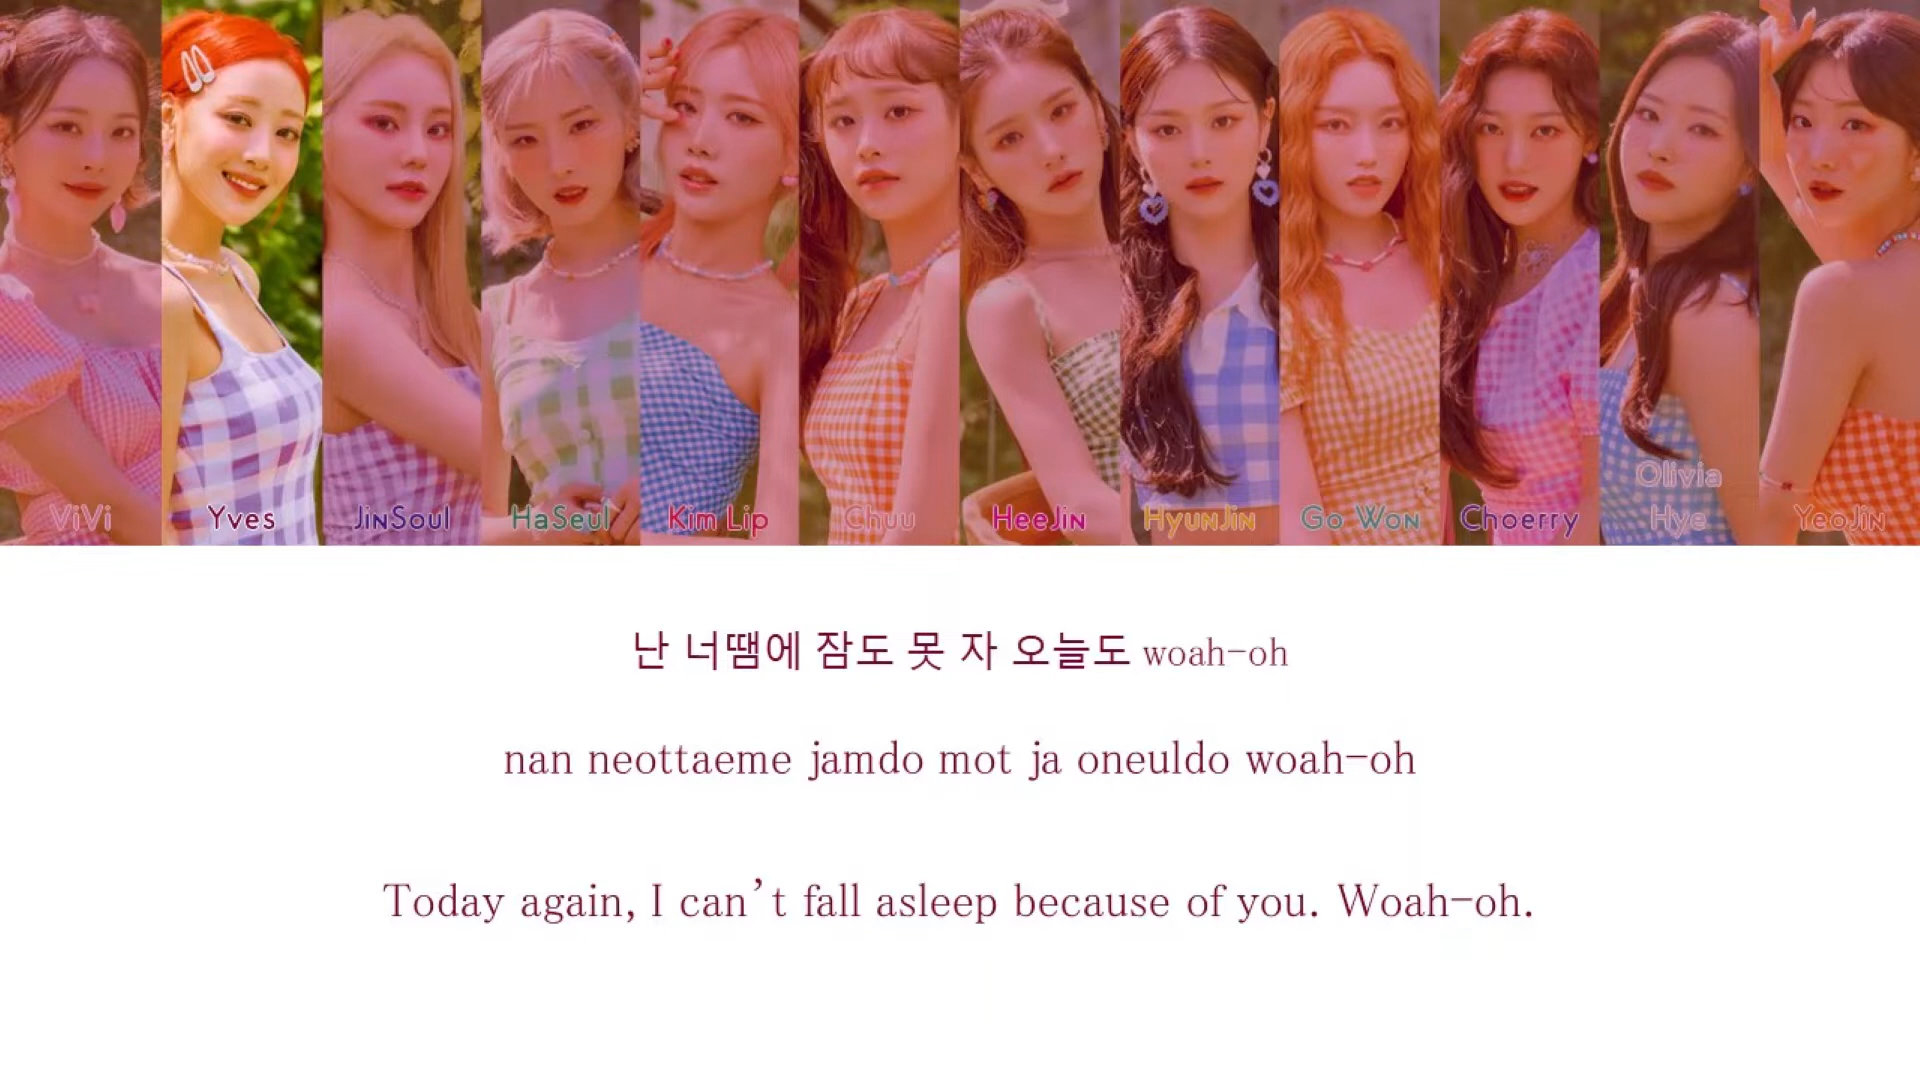 ViVi
Yves
JinSoul
HaSeul
Kim Lip
Chuu
HeeJin
HyunJin
Go Won
Choerry
Olivia
Hye
YeoJin
난 너땜에 잠도 못 자 오늘도 woah-oh
nan neottaeme jamdo mot ja oneuldo woah-oh
Today again, I can't fall asleep because of you. Woah-oh.